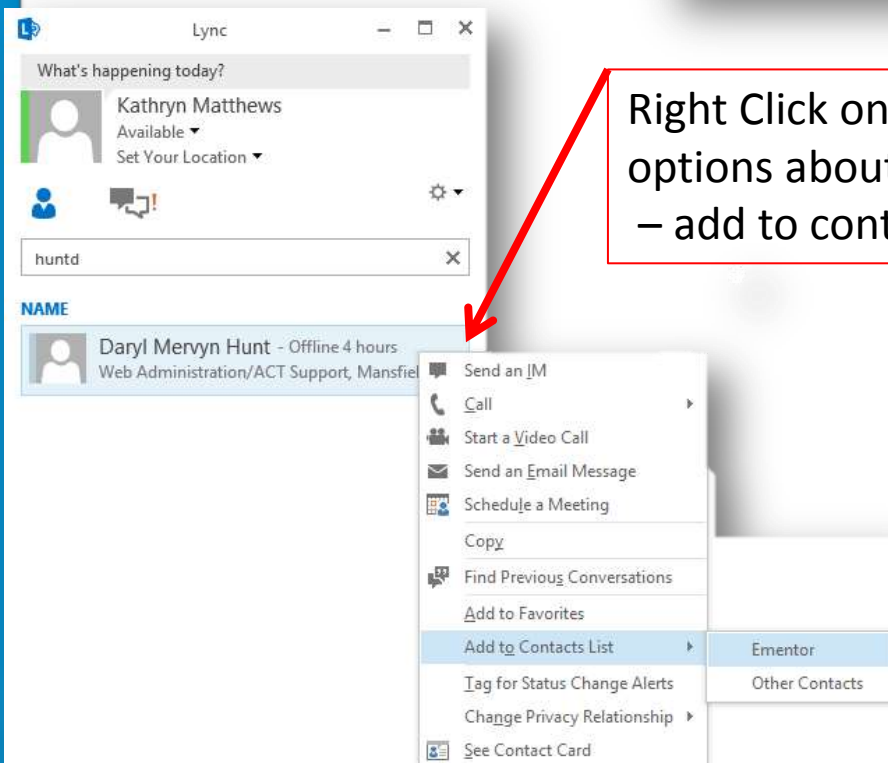 Lync
What's happening today?
Kathryn Matthews
Available
Set Your Location
huntd
NAME
Daryl Mervyn Hunt - Offline 4 hours
Web Administration/ACT Support, Mansfiel
Right Click on
options about
– add to cont
Send an IM
Call
Start a Video Call
Send an Email Message
Schedule a Meeting
Copy
Find Previous Conversations
Add to Favorites
Add to Contacts List
Ementor
Other Contacts
Tag for Status Change Alerts
Change Privacy Relationship
See Contact Card